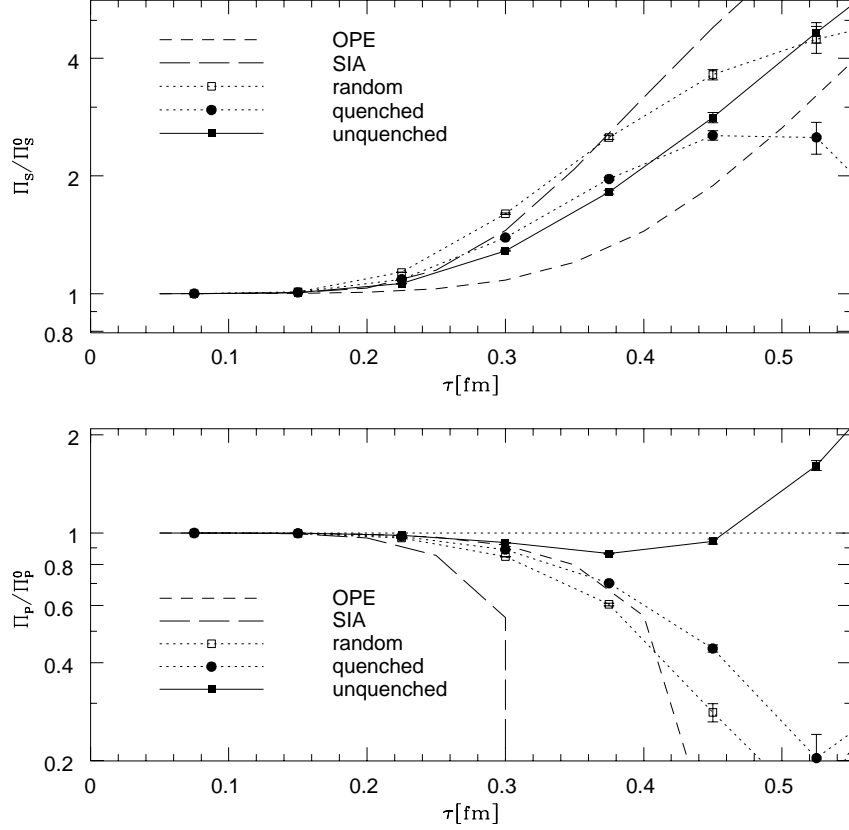 4
2
1
0.8
Π_S/Π_S^0
OPE
SIA
random
quenched
unquenched
0 0.1 0.2 0.3 0.4 0.5
τ[fm]
2
1
0.8
0.6
0.4
0.2
Π_P/Π_P^0
OPE
SIA
random
quenched
unquenched
0 0.1 0.2 0.3 0.4 0.5
τ[fm]